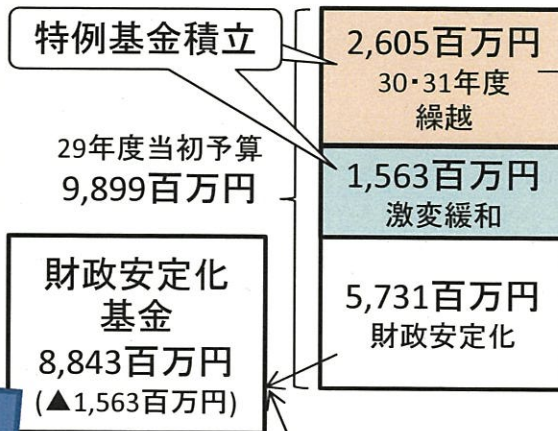 特例基金積立
2,605百万円
30・31年度
繰越
29年度当初予算
9,899百万円
1,563百万円
激変緩和
財政安定化
基金
8,843百万円
(▲1,563百万円)
5,731百万円
財政安定化